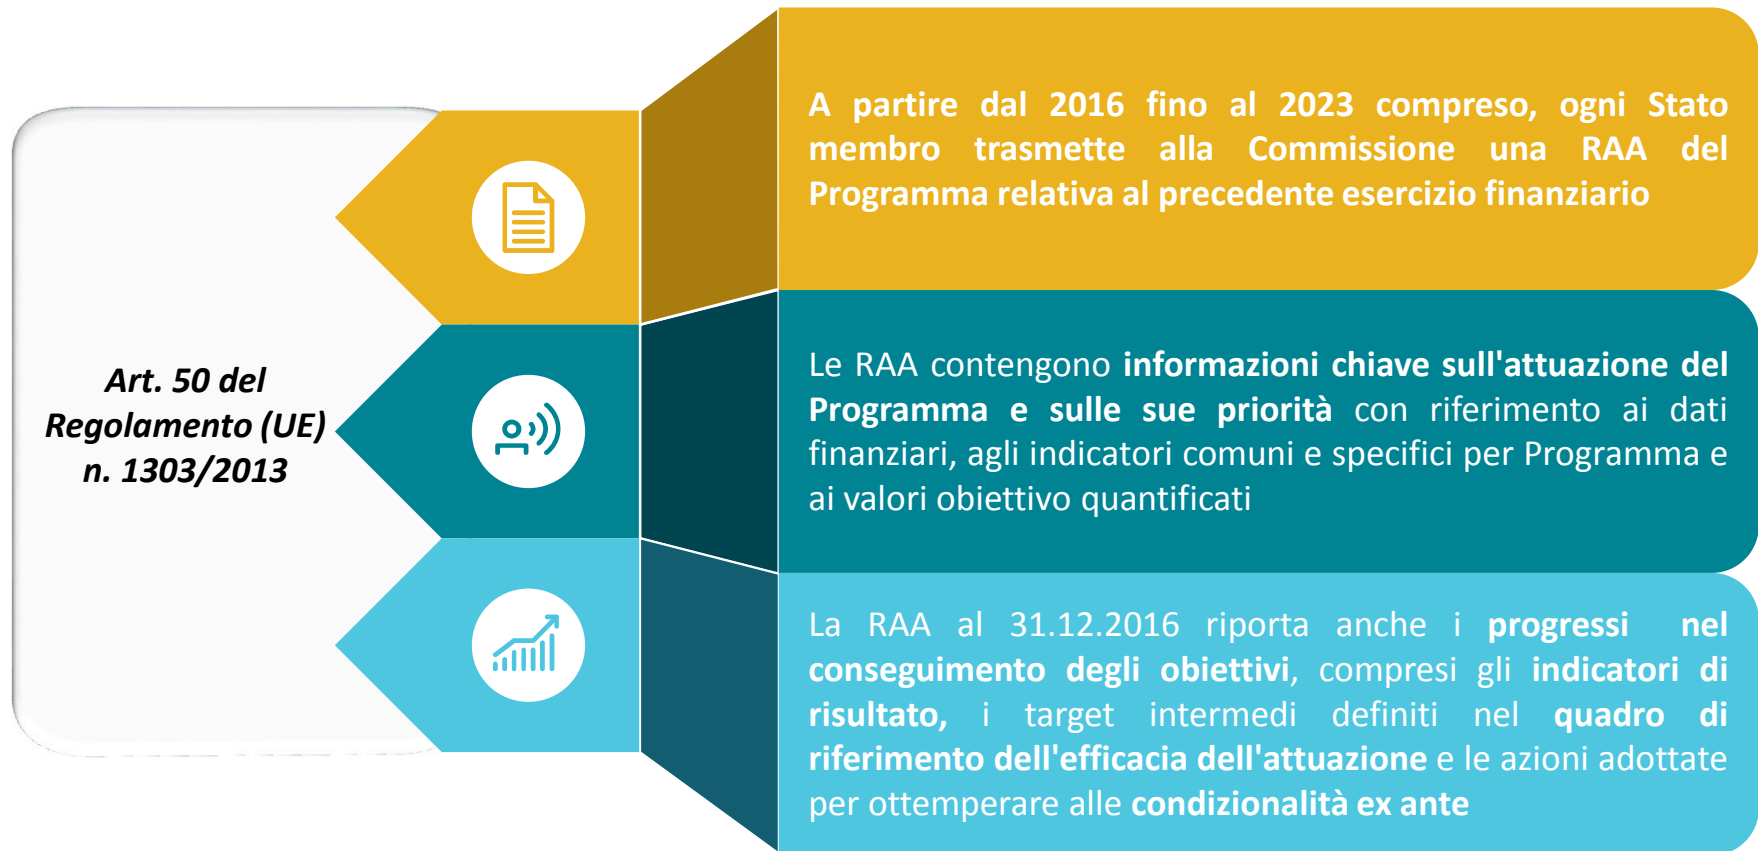 Art. 50 del
Regolamento (UE)
n. 1303/2013
A partire dal 2016 fino al 2023 compreso, ogni Stato
membro trasmette alla Commissione una RAA del
Programma relativa al precedente esercizio finanziario
Le RAA contengono informazioni chiave sull'attuazione del
Programma e sulle sue priorità con riferimento ai dati
finanziari, agli indicatori comuni e specifici per Programma e
ai valori obiettivo quantificati
La RAA al 31.12.2016 riporta anche i progressi nel
conseguimento degli obiettivi, compresi gli indicatori di
risultato, i target intermedi definiti nel quadro di
riferimento dell'efficacia dell'attuazione e le azioni adottate
per ottemperare alle condizionalità ex ante